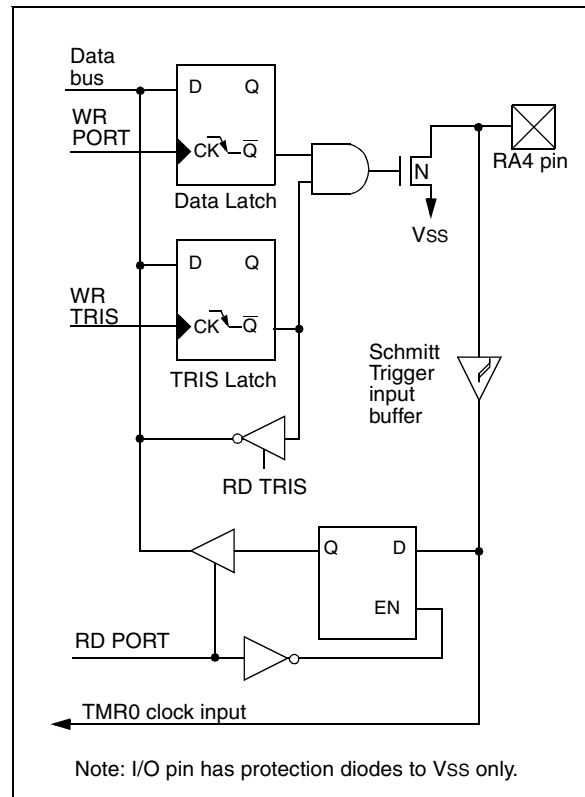 Data
bus
D Q
WR
PORT
CK Q
Data Latch
N
RA4 pin
VSS
D Q
WR
TRIS
CK Q
TRIS Latch
Schmitt
Trigger
input
buffer
RD TRIS
Q D
EN
RD PORT
TMR0 clock input
Note: I/O pin has protection diodes to VSS only.